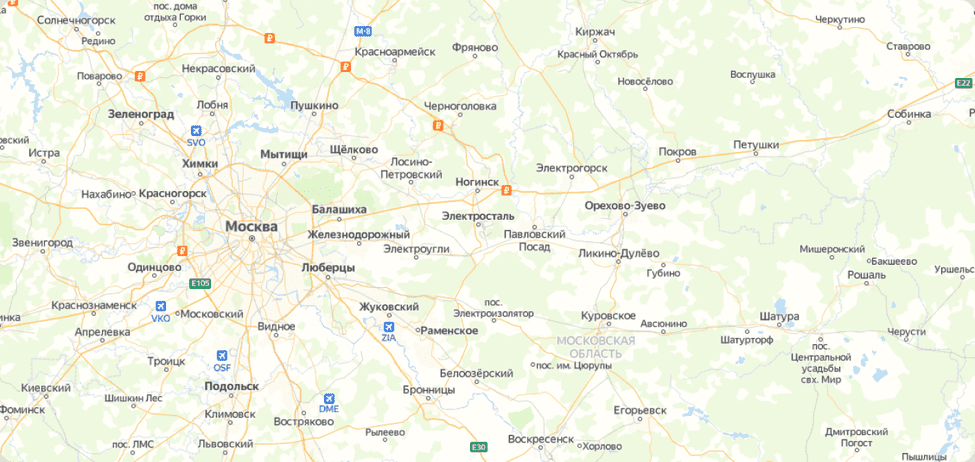 пос. дома
отдыха Горки
Солнечногорск
Редино
М-8
Киржач
Черкутино
Фряново
Красноармейск
Красный Октябрь
Ставрово
Некрасовский
Поварово
Новосёлово
Воспушка
E22
Лобня
Пушкино
Черноголовка
Зеленоград
Собинка
SVO
Истра
Химки
Мытищи
Щёлково
Лосино-
Петровский
Покров
Петушки
Электрогорск
Ногинск
Нахабино
Красногорск
Балашиха
Электросталь
Орехово-Зуево
Москва
Железнодорожный
Павловский
Посад
Звенигород
Электроугли
Ликино-Дулёво
Мишеронский
Бакшеево
Одинцово
Люберцы
Губино
Рошаль
E105
Краснознаменск
VKO
Московский
Жуковский
пос.
Электроизолятор
Куровское
Авсюнино
Шатура
Апрелевка
Видное
ZIA
Раменское
МОСКОВСКАЯ
ОБЛАСТЬ
Шатурторф
Черусти
пос.
Центральной
усадьбы
свх. Мир
Троицк
OSF
пос. им. Цюрупы
Киевский
Подольск
Белоозёрский
Шишкин Лес
Бронницы
DME
Климовск
Востряково
Егорьевск
пос. ЛМС
Львовский
Рылеево
E30
Воскресенск
Хорлово
Дмитровский
Погост
Пышлицы